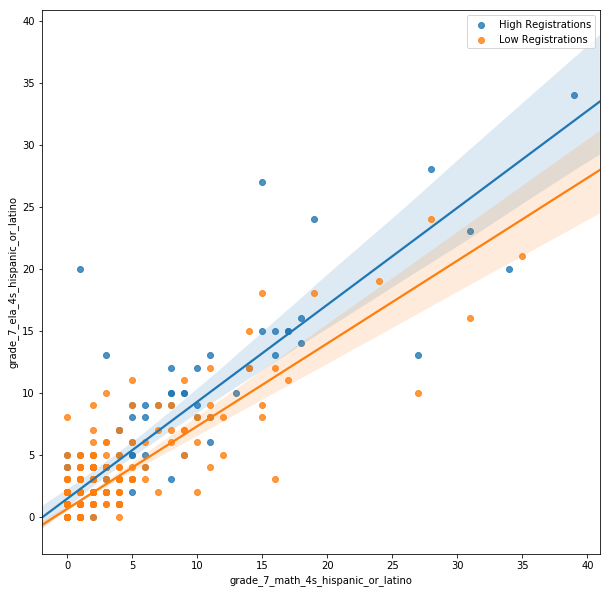 High Registrations
Low Registrations
40
35
30
25
20
15
10
5
0
grade_7_ela_4s_hispanic_or_latino
0 5 10 15 20 25 30 35 40
grade_7_math_4s_hispanic_or_latino